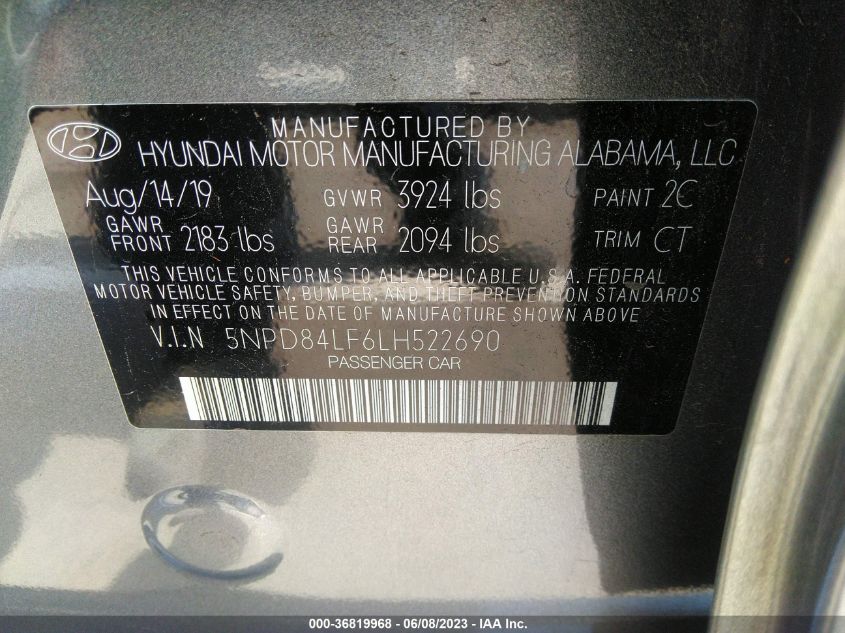 MANUFACTURED BY
HYUNDAI MOTOR MANUFACTURING ALABAMA, LLC
Aug/14/19 GVWR 3924 lbs PAINT 2C
GAWR FRONT 2183 lbs GAWR REAR 2094 lbs TRIM CT
THIS VEHICLE CONFORMS TO ALL APPLICABLE U.S.A. FEDERAL
MOTOR VEHICLE SAFETY, BUMPER, AND THEFT PREVENTION STANDARDS
IN EFFECT ON THE DATE OF MANUFACTURE SHOWN ABOVE
V.I.N 5NPD84LF6LH522690
PASSENGER CAR
000-36819968 - 06/08/2023 - IAA Inc.